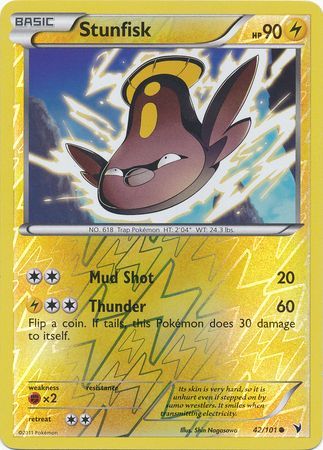 BASIC
Stunfisk
HP 90
NO. 618 Trap Pokémon HT: 2'04" WT: 24.3 lbs.
Mud Shot 20
Thunder 60
Flip a coin. If tails, this Pokémon does 30 damage
to itself.
weakness
resistance
×2
retreat
Its skin is very hard, so it is
unhurt even if stepped on by
sumo wrestlers. It smiles when
transmitting electricity.
©2011 Pokémon
Illus. Shin Nagasawa
42/101